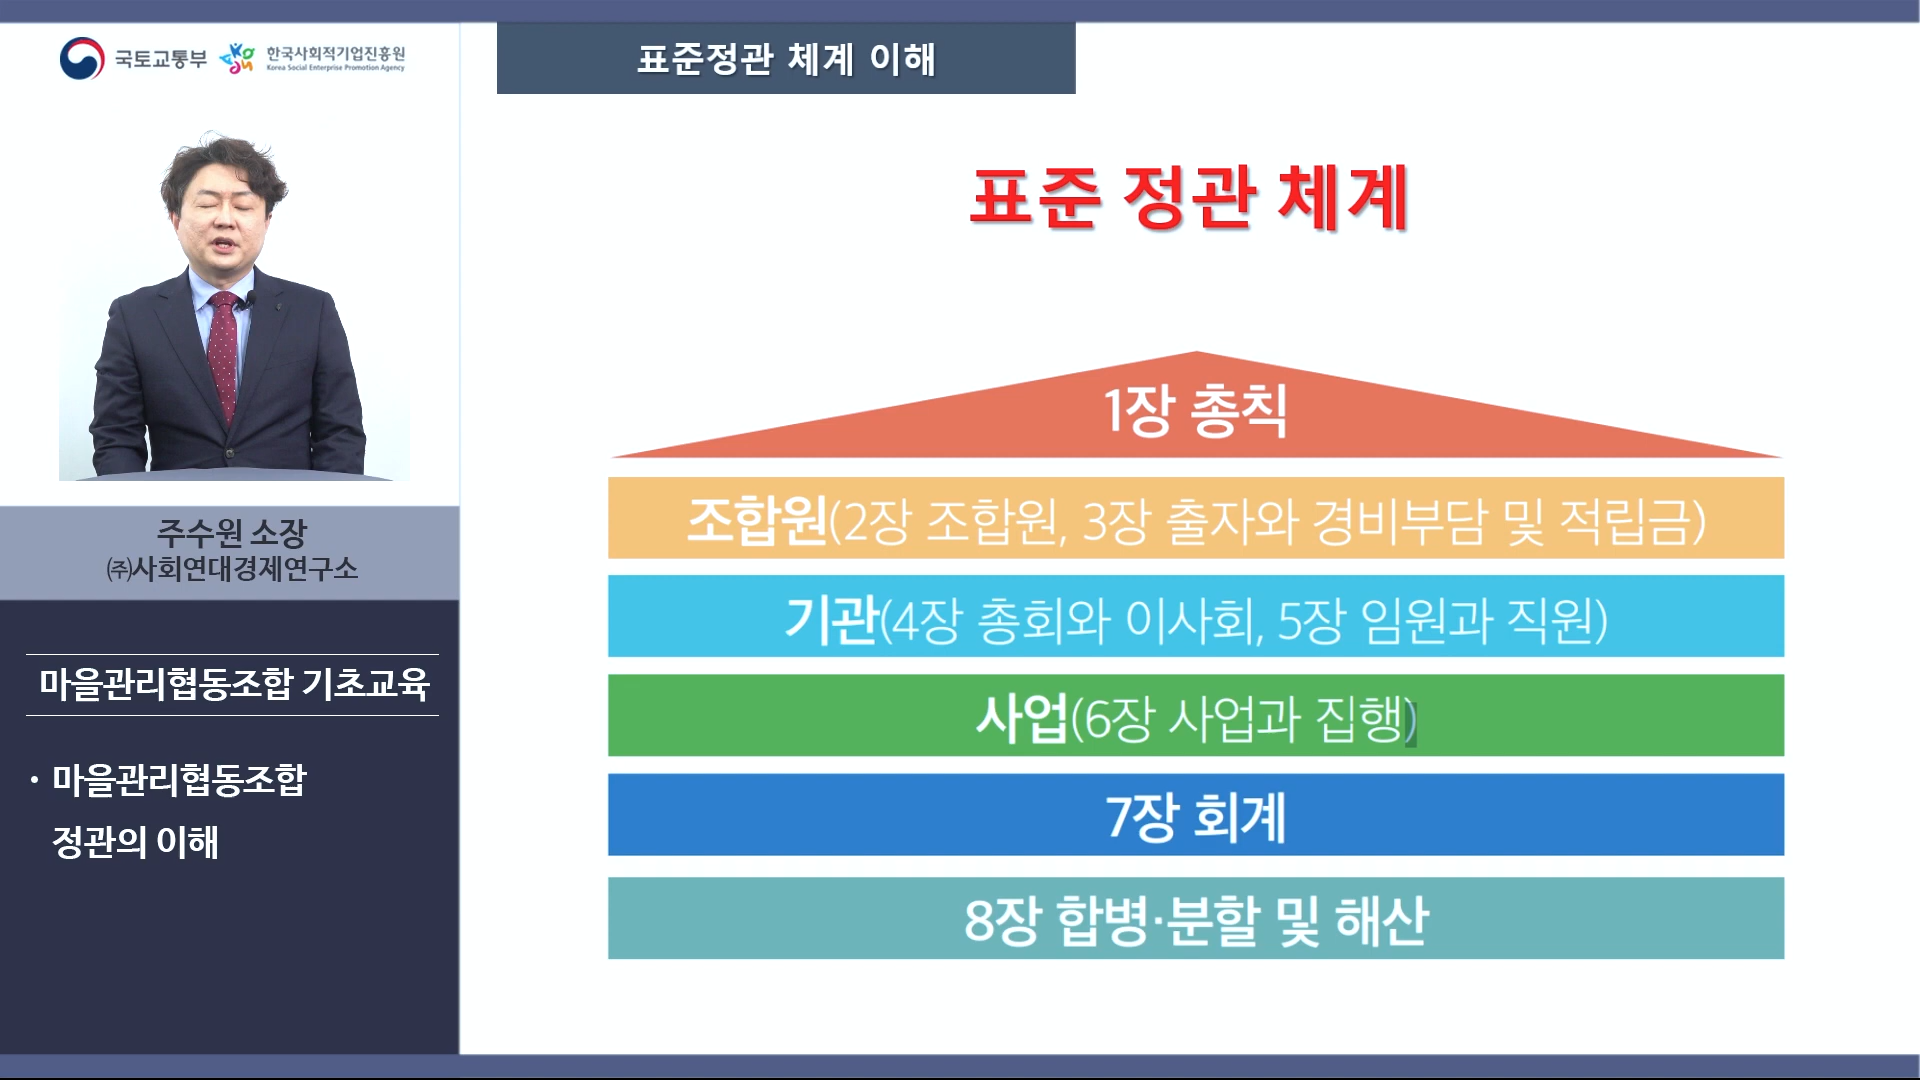 국토교통부
한국사회적기업진흥원
Korea Social Enterprise Promotion Agency
주수원 소장
㈜사회연대경제연구소
마을관리협동조합 기초교육
· 마을관리협동조합
정관의 이해
표준정관 체계 이해
표준 정관 체계
1장 총칙
조합원(2장 조합원, 3장 출자와 경비부담 및 적립금)
기관(4장 총회와 이사회, 5장 임원과 직원)
사업(6장 사업과 집행)
7장 회계
8장 합병·분할 및 해산